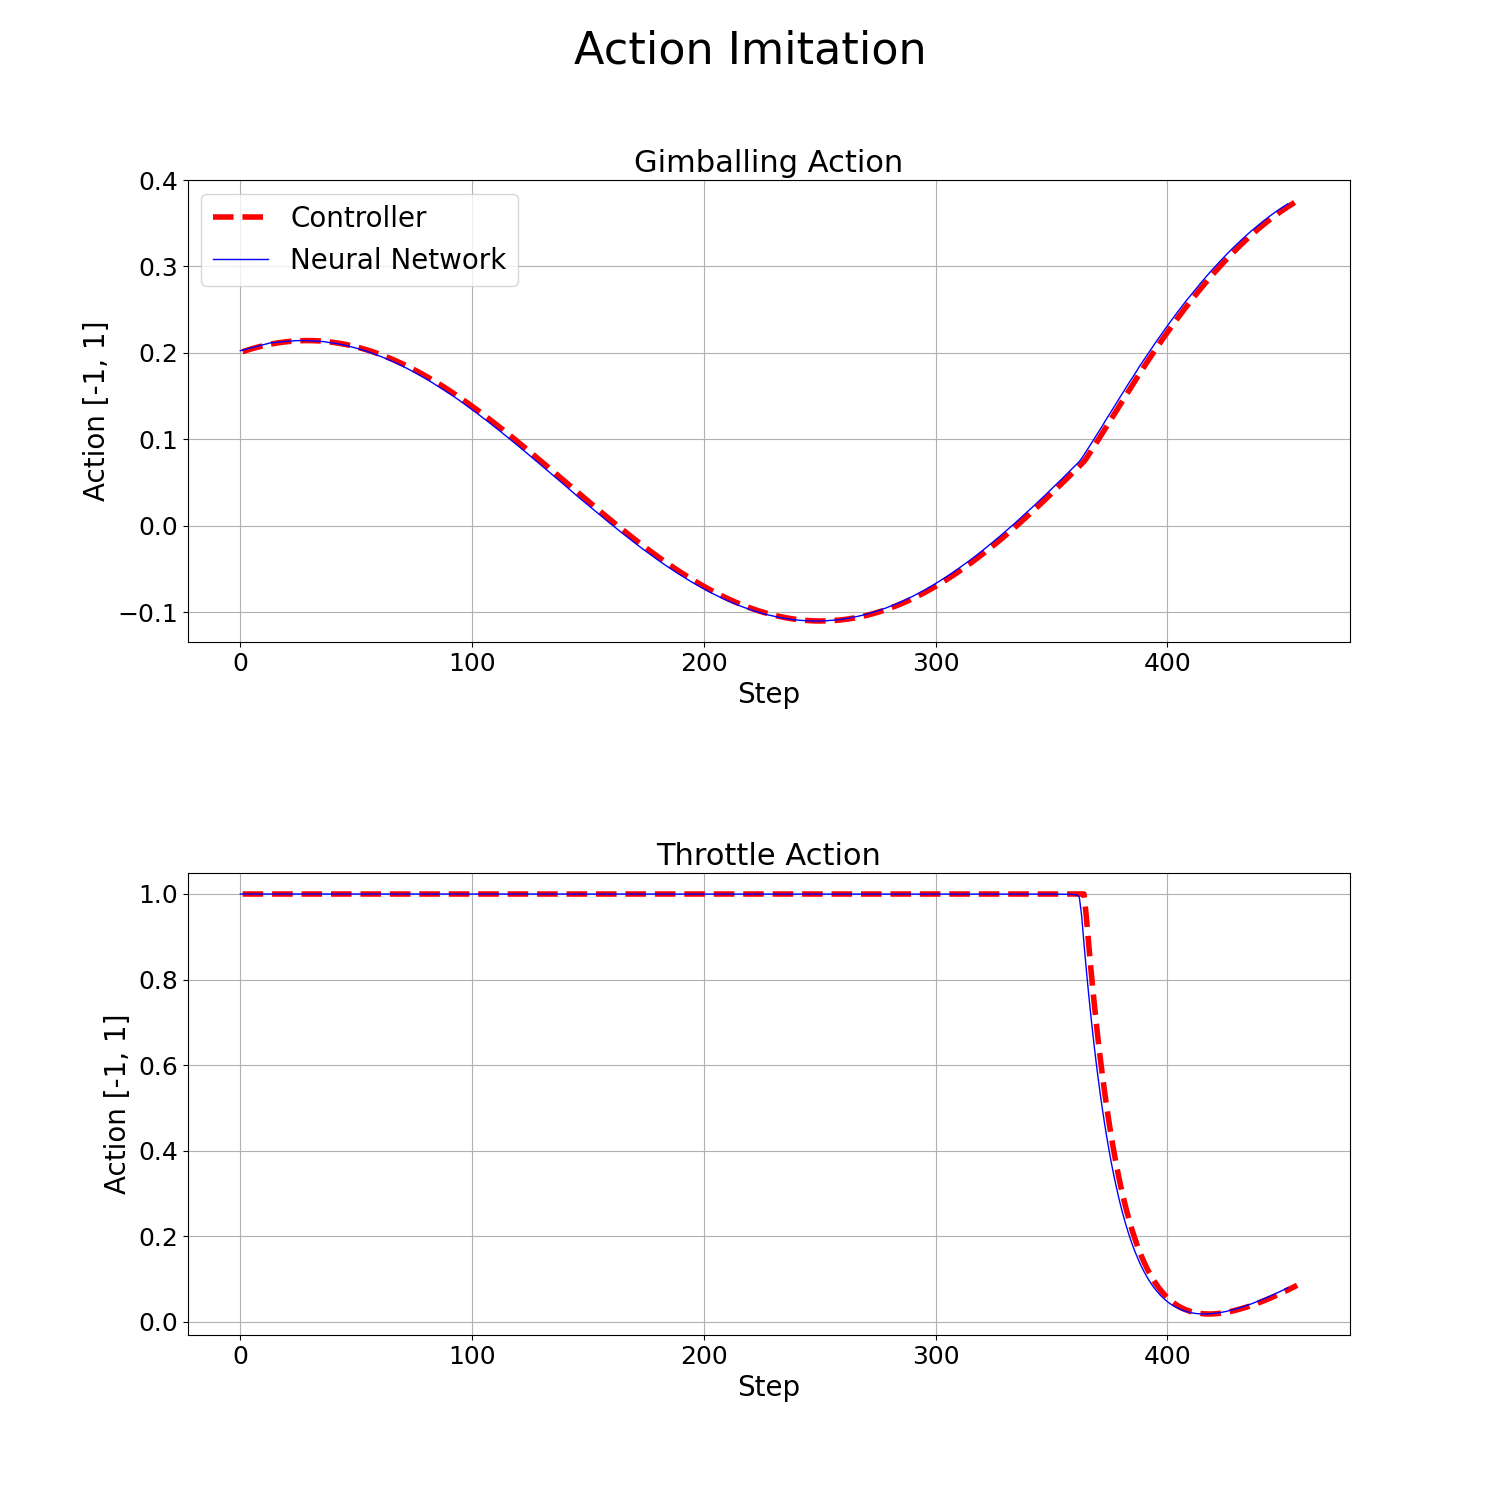 Action Imitation
Gimballing Action
Controller
Neural Network
0.4
0.3
0.2
0.1
0.0
−0.1
Action [-1, 1]
0 100 200 300 400
Step
Throttle Action
1.0
0.8
0.6
0.4
0.2
0.0
Action [-1, 1]
0 100 200 300 400
Step